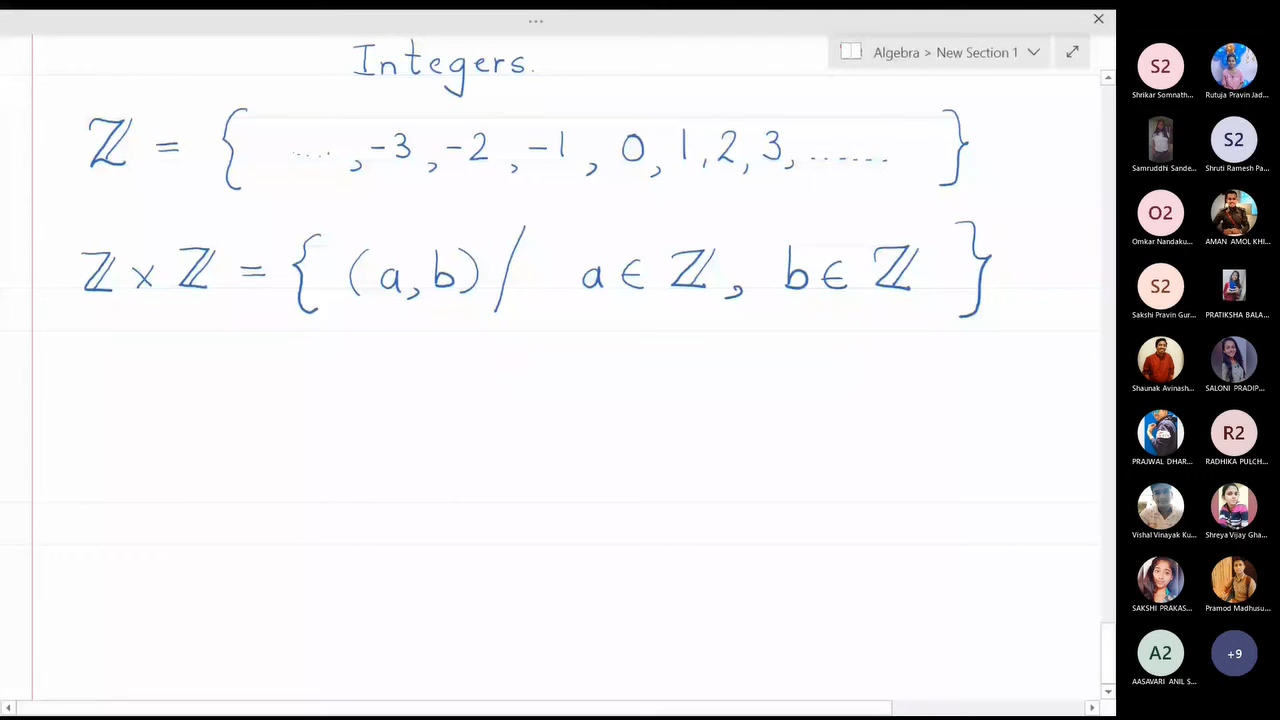 Integers.
Algebra > New Section 1
ℤ = { ...., -3, -2, -1, 0, 1, 2, 3, ...... }
ℤ × ℤ = { (a, b) / a ∈ ℤ, b ∈ ℤ }
S2
Shrikar Somnath... Rutuja Pravin Jad...
S2
Samruddhi Sande... Shruti Ramesh Pa...
O2
Omkar Nandaku... AMAN AMOL KHI...
S2
Sakshi Pravin Gur... PRATIKSHA BALA...
Shaunak Avinash... SALONI PRADIP...
R2
PRAJWAL DHAR... RADHIKA PULCH...
Vishal Vinayak Ku... Shreya Vijay Gha...
SAKSHI PRAKAS... Pramod Madhusu...
A2 +9
AASAVARI ANIL S...